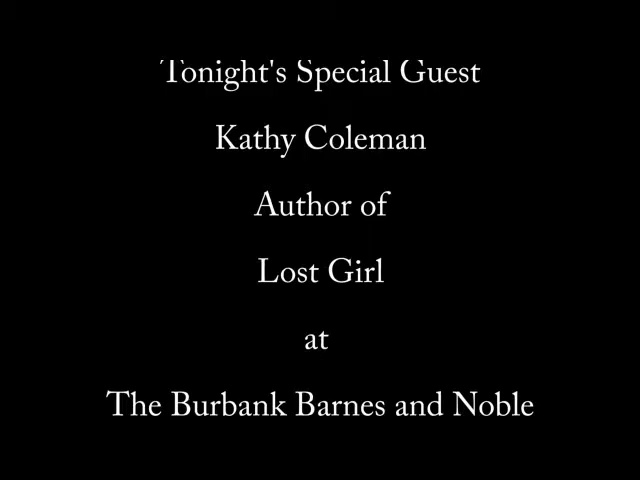 Tonight's Special Guest
Kathy Coleman
Author of
Lost Girl
at
The Burbank Barnes and Noble